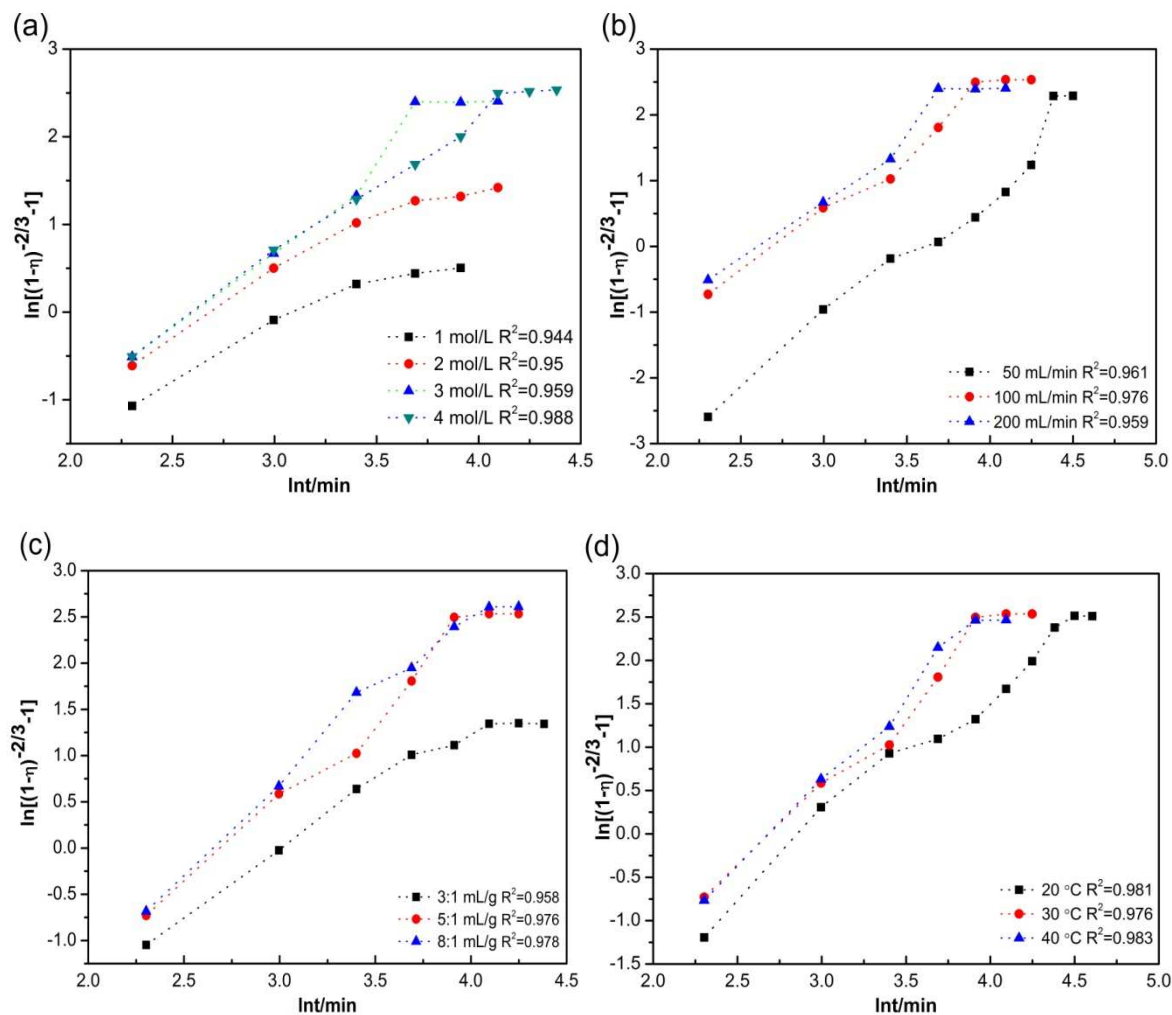 (a)
3
2
1
0
-1
ln[(1-η)^-2/3-1]
1 mol/L R²=0.944
2 mol/L R²=0.95
3 mol/L R²=0.959
4 mol/L R²=0.988
2.0 2.5 3.0 3.5 4.0 4.5
lnt/min
(b)
3
2
1
0
-1
-2
-3
ln[(1-η)^-2/3-1]
50 mL/min R²=0.961
100 mL/min R²=0.976
200 mL/min R²=0.959
2.0 2.5 3.0 3.5 4.0 4.5 5.0
lnt/min
(c)
3.0
2.5
2.0
1.5
1.0
0.5
0.0
-0.5
-1.0
ln[(1-η)^-2/3-1]
3:1 mL/g R²=0.958
5:1 mL/g R²=0.976
8:1 mL/g R²=0.978
2.0 2.5 3.0 3.5 4.0 4.5
lnt/min
(d)
3.0
2.5
2.0
1.5
1.0
0.5
0.0
-0.5
-1.0
-1.5
ln[(1-η)^-2/3-1]
20 °C R²=0.981
30 °C R²=0.976
40 °C R²=0.983
2.0 2.5 3.0 3.5 4.0 4.5 5.0
lnt/min